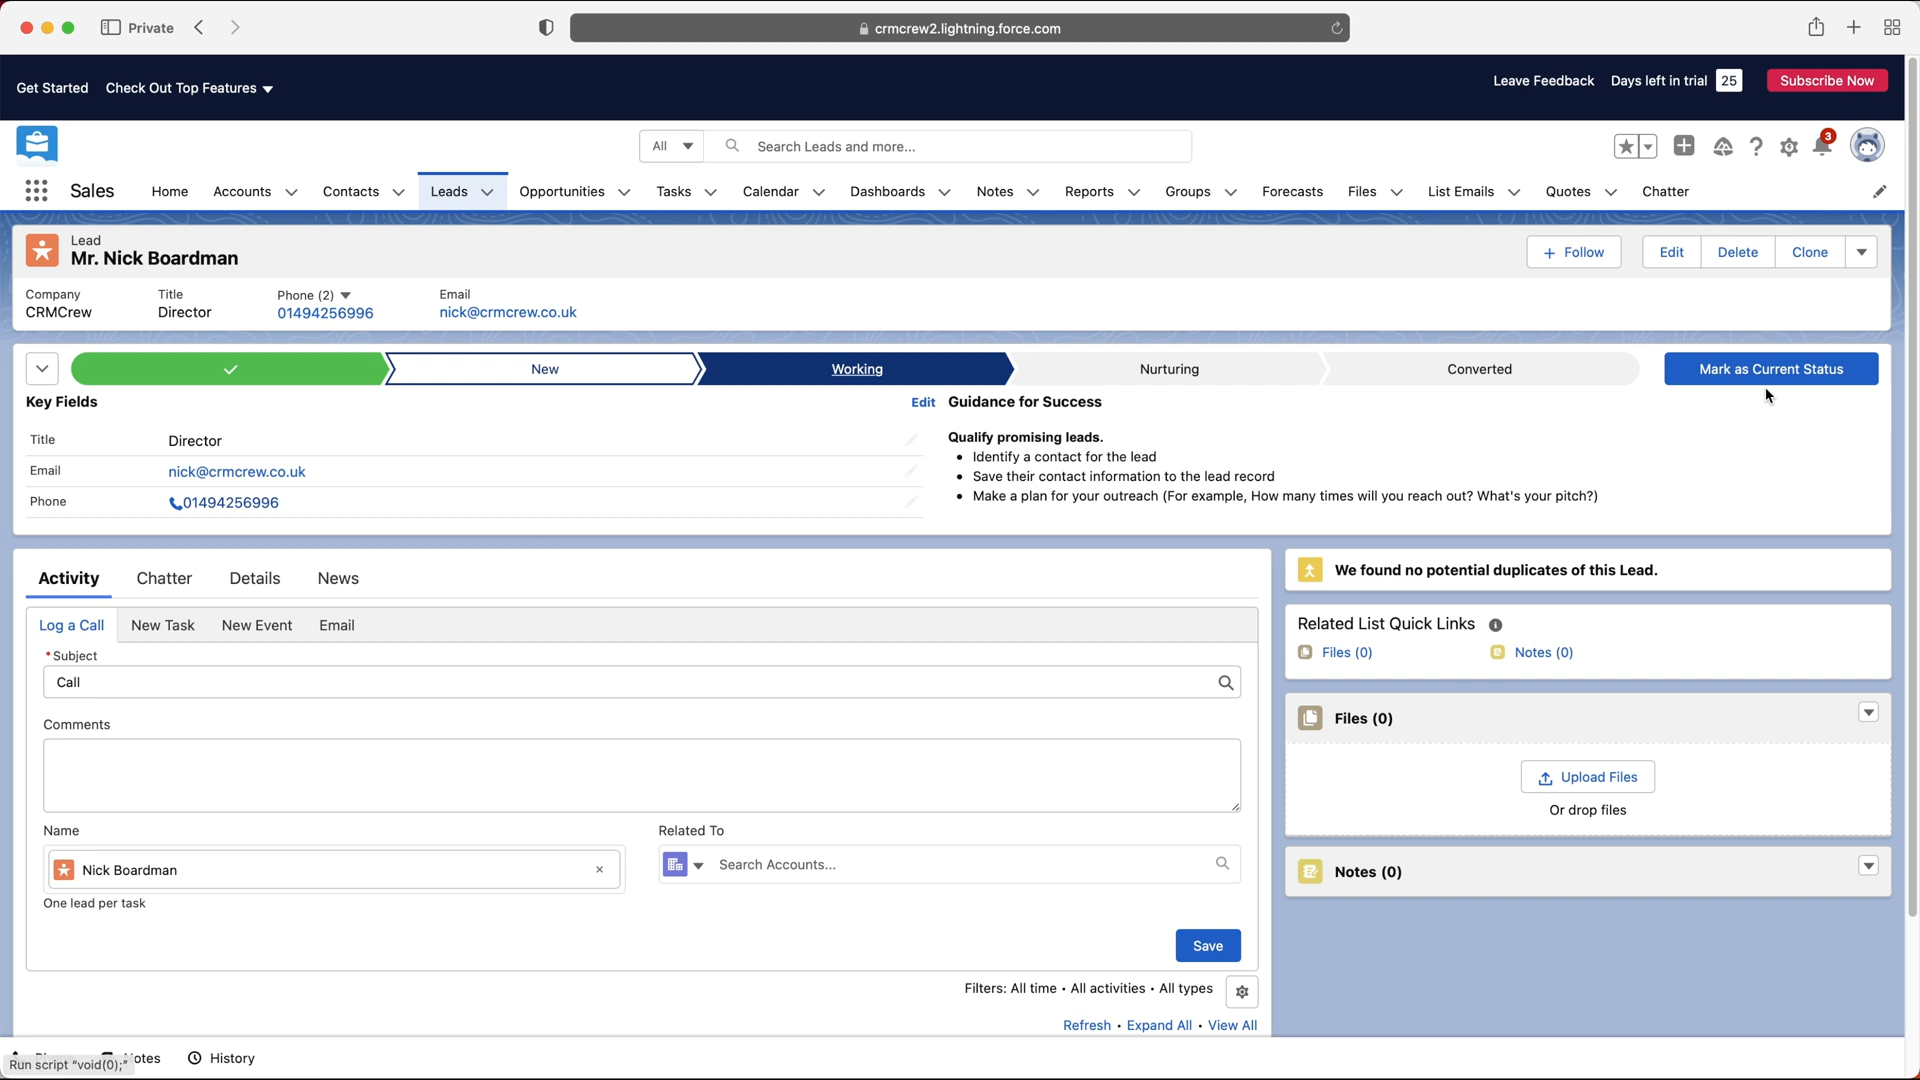 Private
crmcrew2.lightning.force.com
Get Started Check Out Top Features
Leave Feedback Days left in trial 25 Subscribe Now
All Search Leads and more...
3
Sales Home Accounts Contacts Leads Opportunities Tasks Calendar Dashboards Notes Reports Groups Forecasts Files List Emails Quotes Chatter
Lead
Mr. Nick Boardman
+ Follow Edit Delete Clone
Company Title Phone (2) Email
CRMCrew Director 01494256996 nick@crmcrew.co.uk
New Working Nurturing Converted Mark as Current Status
Key Fields Edit Guidance for Success
Title Director
Email nick@crmcrew.co.uk
Phone 01494256996
Qualify promising leads.
• Identify a contact for the lead
• Save their contact information to the lead record
• Make a plan for your outreach (For example, How many times will you reach out? What's your pitch?)
Activity Chatter Details News
Log a Call New Task New Event Email
*Subject
Call
Comments
Name Related To
Nick Boardman Search Accounts...
One lead per task
Save
Filters: All time • All activities • All types
Refresh • Expand All • View All
We found no potential duplicates of this Lead.
Related List Quick Links
Files (0) Notes (0)
Files (0)
Upload Files
Or drop files
Notes (0)
History
Run script "void(0);"